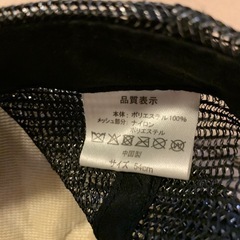 品質表示
本体: ポリエステル100%
メッシュ部分: ナイロン
ポリエステル
中国製
サイズ 54cm